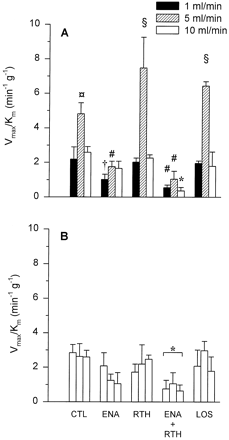 1 ml/min
5 ml/min
10 ml/min
A
10
8
6
4
2
0
Vmax/Km (min-1 g-1)
¤
†
#
§
#
#
*
§
B
10
8
6
4
2
0
Vmax/Km (min-1 g-1)
*
CTL ENA RTH ENA + RTH LOS